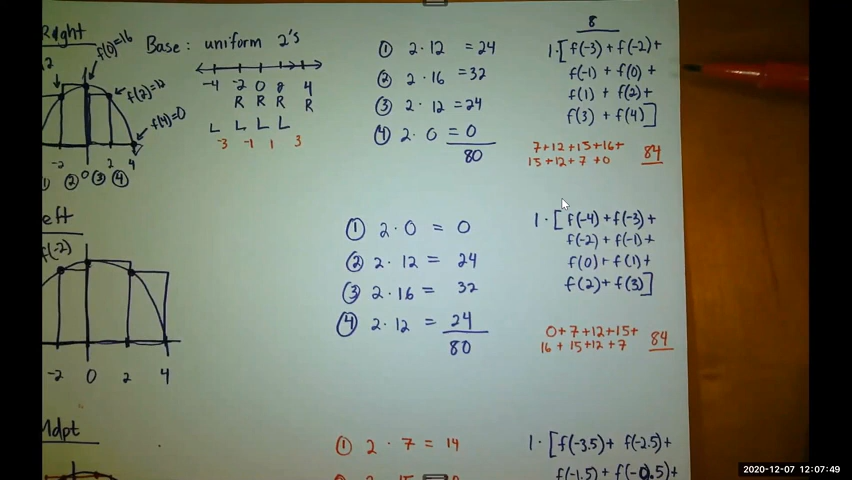 Right
12
f(0)=16
f(2)=12
f(4)=0
-2 0 2 4
① ② ③ ④
Base: uniform 2's
-4 -2 0 2 4
R R R R
L L L L
-3 -1 1 3
① 2·12 = 24
② 2·16 = 32
③ 2·12 = 24
④ 2·0 = 0
80
8
1·[f(-3) + f(-2)+
f(-1) + f(0) +
f(1) + f(2)+
f(3) + f(4)]
7+12+15+16+
15+12+7+0
84
eft
f(-2)
-2 0 2 4
① 2·0 = 0
② 2·12 = 24
③ 2·16 = 32
④ 2·12 = 24
80
1·[f(-4) + f(-3)+
f(-2) + f(-1)+
f(0) + f(1)+
f(2) + f(3)]
0+7+12+15+
16+15+12+7
84
Mdpt
① 2·7 = 14
1·[f(-3.5) + f(-2.5)+
f(-1.5) + f(-0.5)+
2020-12-07 12:07:49